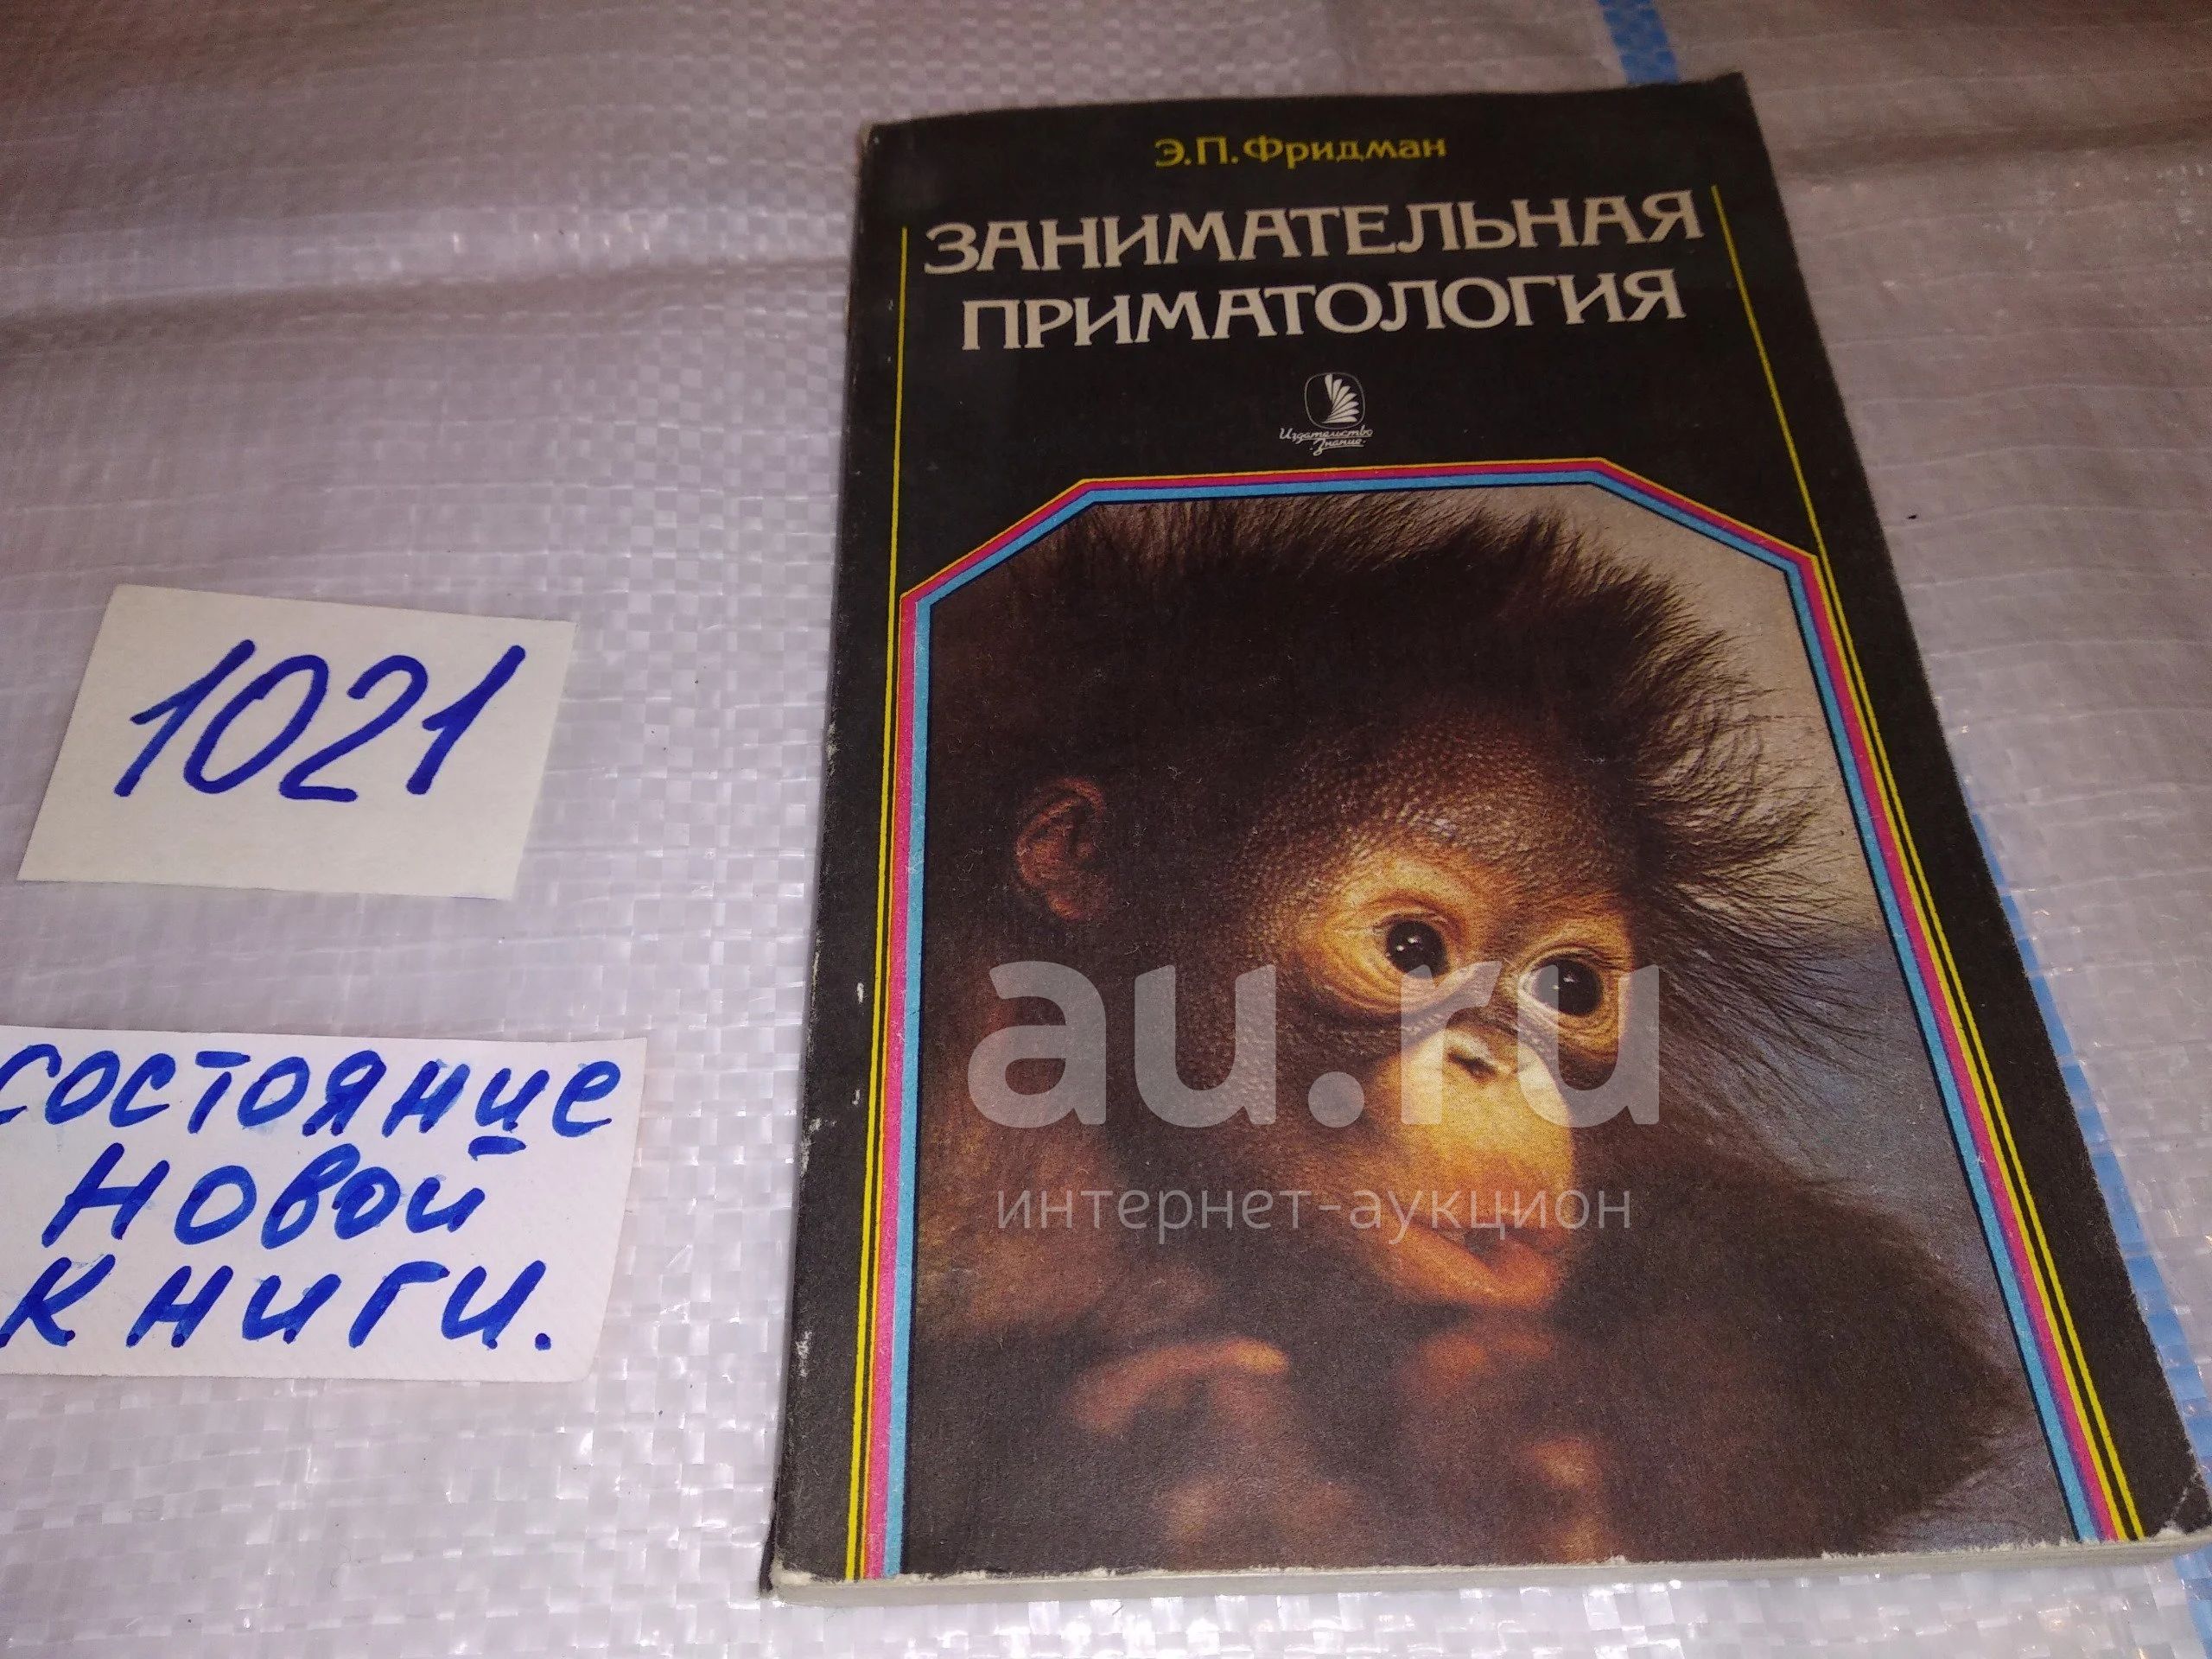 Э.П.Фридман
ЗАНИМАТЕЛЬНАЯ
ПРИМАТОЛОГИЯ
Издательство
Знание
1021
состояние
новой
книги.
au.ru
интернет-аукцион